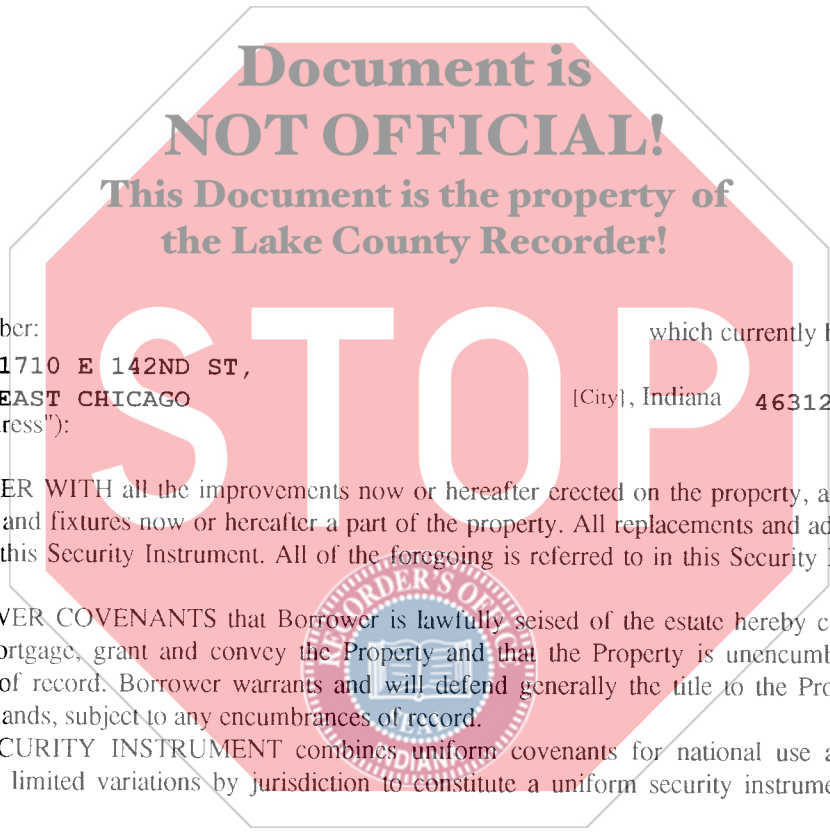 Document is
NOT OFFICIAL!
This Document is the property of
the Lake County Recorder!
STOP
ber:
which currently h
1710 E 142ND ST,
EAST CHICAGO
[City], Indiana 46312
ress"):
ER WITH all the improvements now or hereafter erected on the property, a
and fixtures now or hereafter a part of the property. All replacements and ad
this Security Instrument. All of the foregoing is referred to in this Security
VER COVENANTS that Borrower is lawfully seised of the estate hereby c
ortgage, grant and convey the Property and that the Property is unencumb
of record. Borrower warrants and will defend generally the title to the Pro
ands, subject to any encumbrances of record.
CURITY INSTRUMENT combines uniform covenants for national use a
limited variations by jurisdiction to constitute a uniform security instrume
RECORDER'S OFFICE
INDIANA